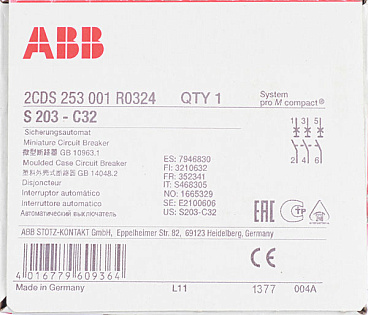 ABB
2CDS 253 001 R0324 QTY 1
System
pro M compact®
S 203 - C32
Sicherungsautomat
Miniature Circuit Breaker
微型断路器 GB 10963.1
Moulded Case Circuit Breaker
塑料外壳式断路器 GB 14048.2
Disjoncteur
Interruptor automático
Interruttore automatico
Автоматический выключатель
ES: 7946830
FI: 3210632
FR: 352341
IT: S468305
NO: 1665329
SE: E2100606
US: S203-C32
1 3 5
2 4 6
EAC
СТР
ABB STOTZ-KONTAKT GmbH, Eppelheimer Str. 82, 69123 Heidelberg, Germany
4 016779 609364
CE
Made in Germany L11 1377 004A